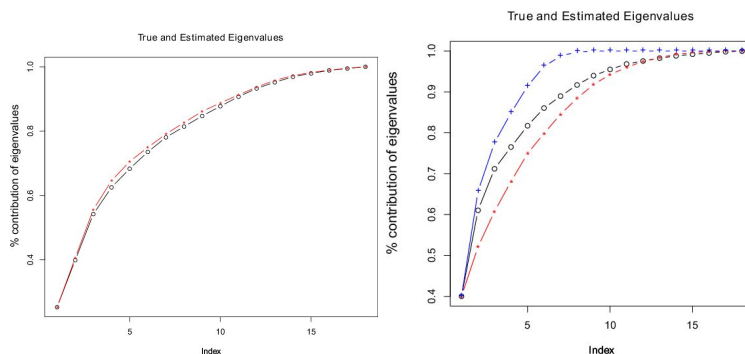 True and Estimated Eigenvalues
% contribution of eigenvalues
1.0
0.8
0.6
0.4
5
10
15
Index
True and Estimated Eigenvalues
% contribution of eigenvalues
1.0
0.9
0.8
0.7
0.6
0.5
0.4
5
10
15
Index